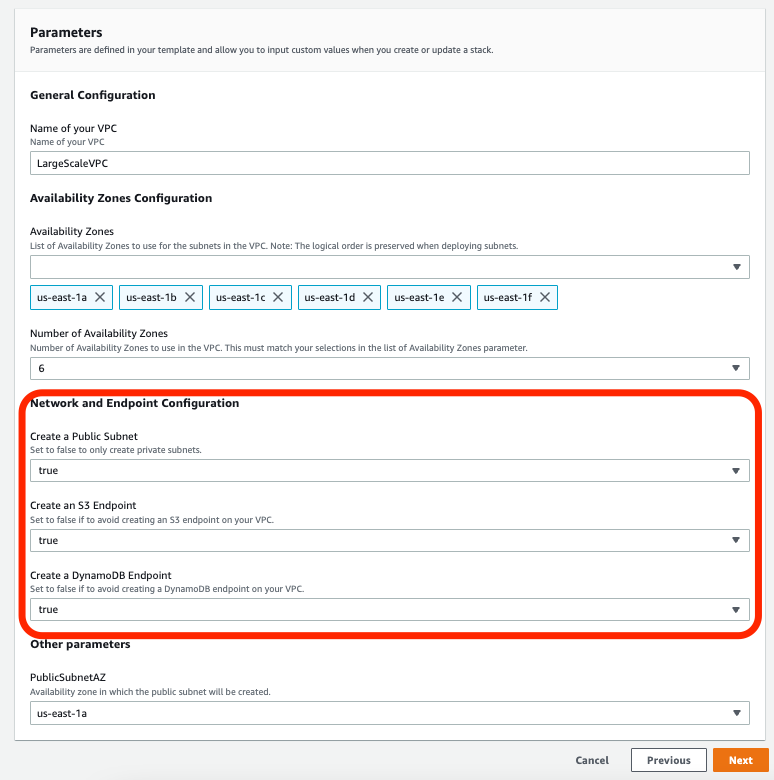 Parameters
Parameters are defined in your template and allow you to input custom values when you create or update a stack.
General Configuration
Name of your VPC
Name of your VPC
LargeScaleVPC
Availability Zones Configuration
Availability Zones
List of Availability Zones to use for the subnets in the VPC. Note: The logical order is preserved when deploying subnets.
us-east-1a us-east-1b us-east-1c us-east-1d us-east-1e us-east-1f
Number of Availability Zones
Number of Availability Zones to use in the VPC. This must match your selections in the list of Availability Zones parameter.
6
Network and Endpoint Configuration
Create a Public Subnet
Set to false to only create private subnets.
true
Create an S3 Endpoint
Set to false if to avoid creating an S3 endpoint on your VPC.
true
Create a DynamoDB Endpoint
Set to false if to avoid creating a DynamoDB endpoint on your VPC.
true
Other parameters
PublicSubnetAZ
Availability zone in which the public subnet will be created.
us-east-1a
Cancel Previous Next